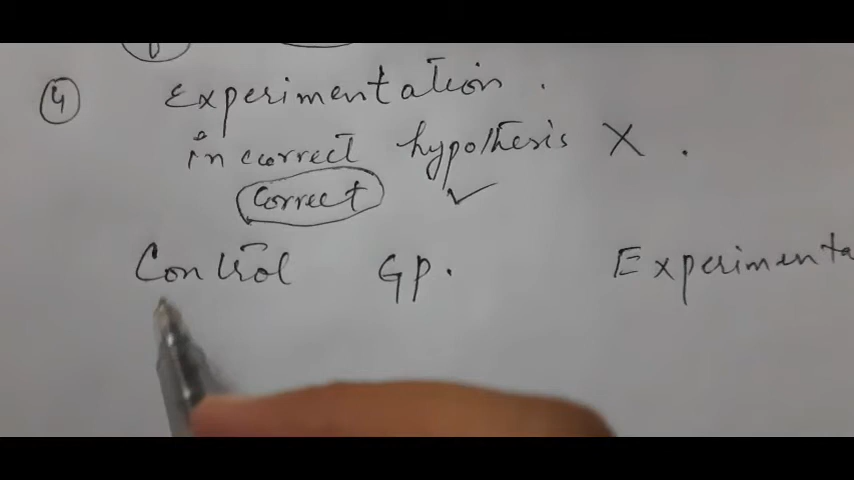 4 Experimentation.
incorrect hypothesis X.
Correct ✓
Control GP. Experimenta